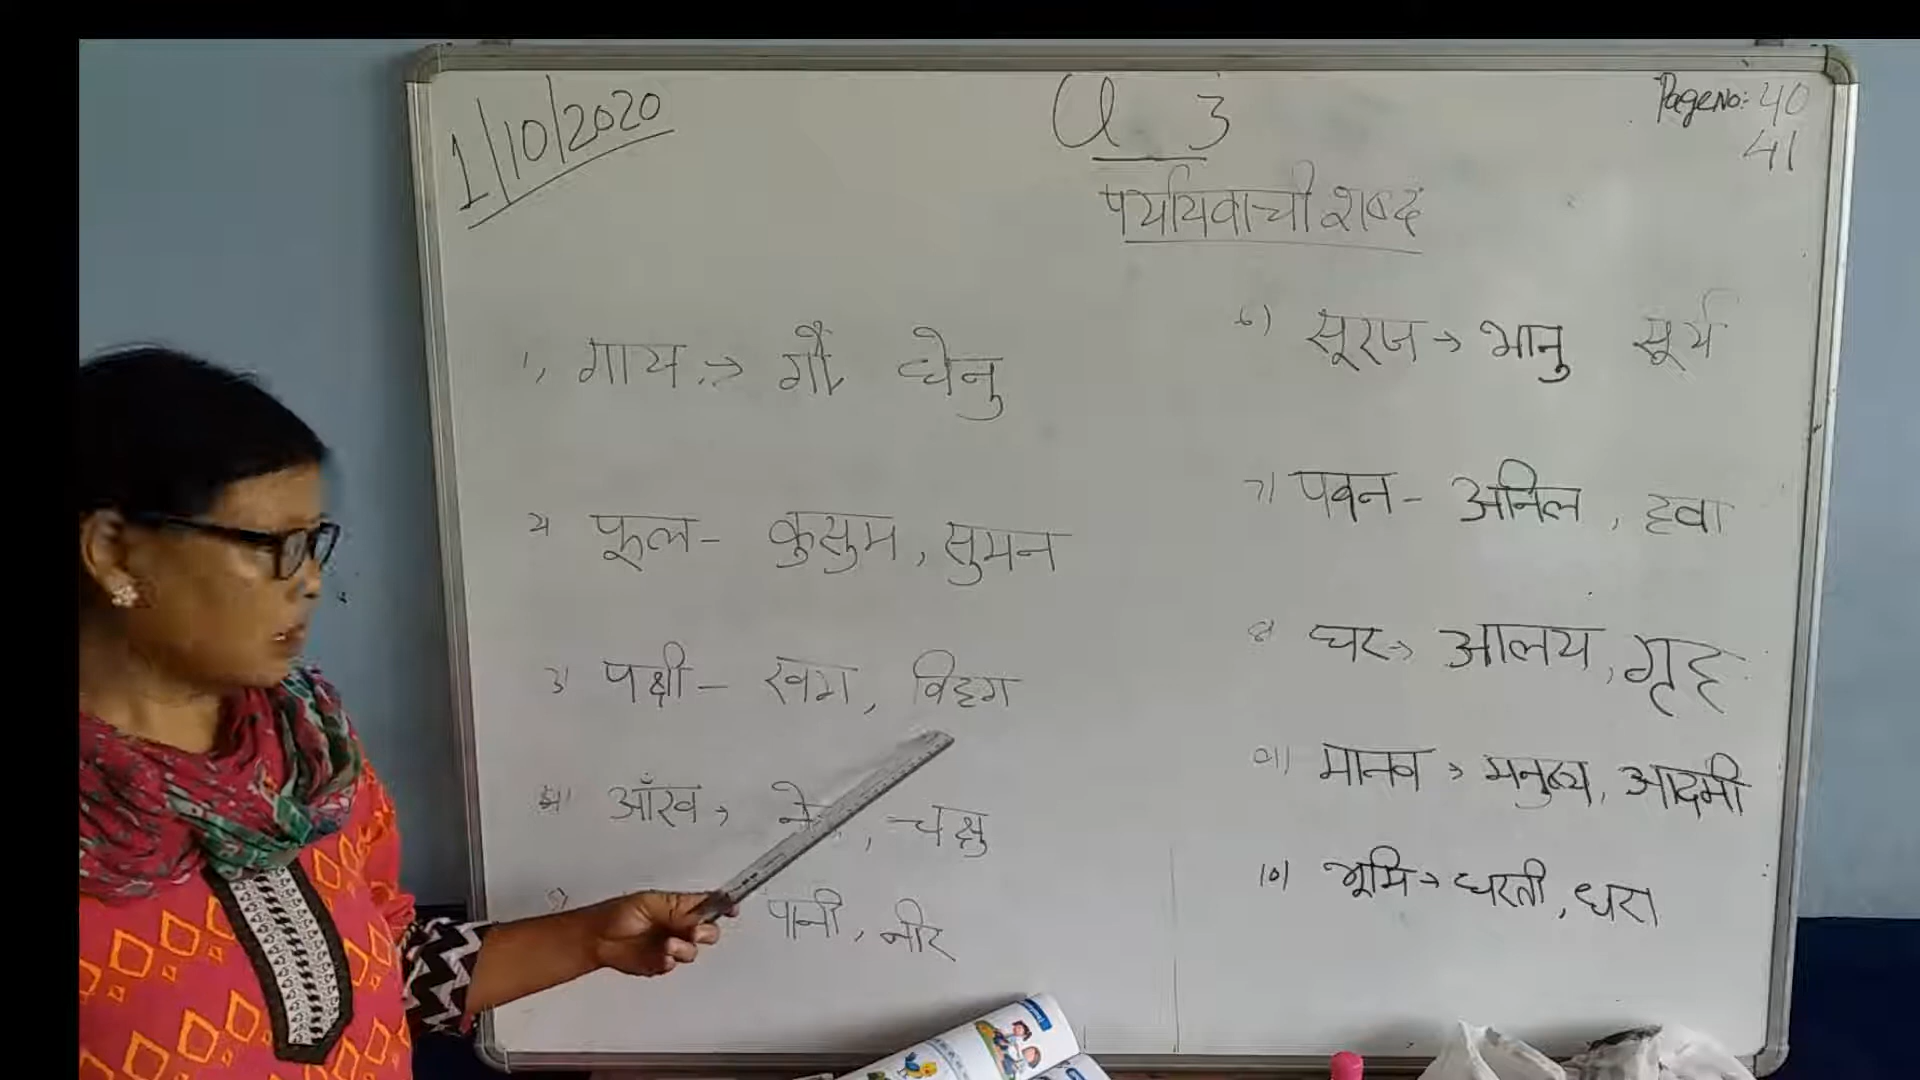 1/10/2020
Q 3
Page No: 40
41
पर्यायवाची शब्द
1) गाय → गौ, धेनु
2) फूल - कुसुम, सुमन
3) पक्षी - खग, विहग
आँख → , चक्षु
5) पानी, नीर
6) सूरज → भानु सूर्य
7) पवन - अनिल, हवा
घर → आलय, गृह
9) मानव → मनुष्य, आदमी
10) भूमि → धरती, धरा